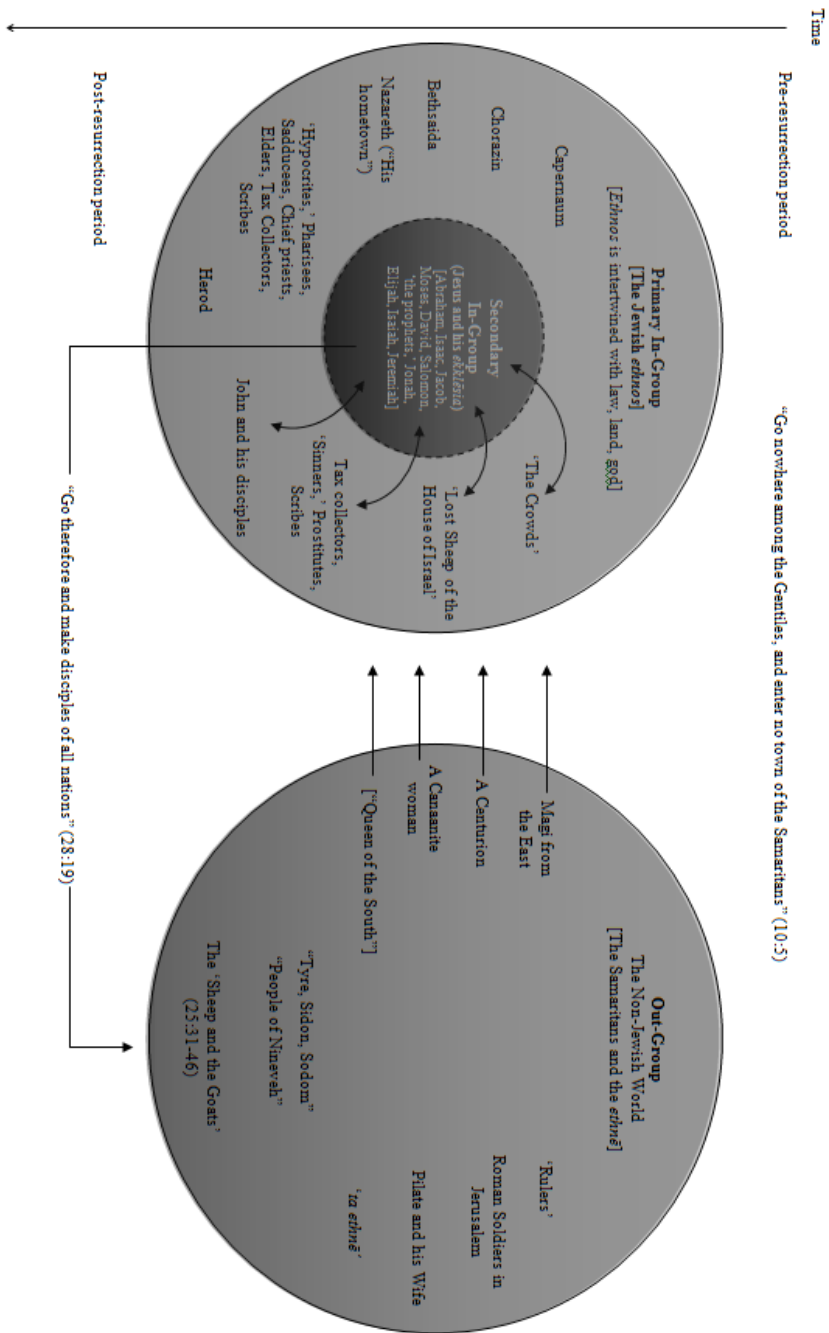 Time
Pre-resurrection period
“Go nowhere among the Gentiles, and enter no town of the Samaritans” (10:5)
Primary In-Group
[The Jewish ethnos]
[Ethnos is intertwined with law, land, god]
Capernaum
Chorazin
Bethsaida
Nazareth (“His
hometown”)
‘Hypocrites,’ Pharisees,
Sadducees, Chief priests,
Elders, Tax Collectors,
Scribes
Herod
Secondary
In-Group
(Jesus and his ekklēsia)
[Abraham, Isaac, Jacob,
Moses, David, Salomon,
‘the prophets,’ Jonah,
Elijah, Isaiah, Jeremiah]
‘The Crowds’
‘Lost Sheep of the
House of Israel’
Tax collectors,
‘Sinners,’ Prostitutes,
Scribes
John and his disciples
Out-Group
The Non-Jewish World
[The Samaritans and the ethnē]
Magi from
the East
A Centurion
A Canaanite
woman
[“Queen of the South”]
“Tyre, Sidon, Sodom”
“People of Nineveh”
The ‘Sheep and the Goats’
(25:31-46)
‘Rulers’
Roman Soldiers in
Jerusalem
Pilate and his Wife
‘ta ethnē’
Post-resurrection period
“Go therefore and make disciples of all nations” (28:19)